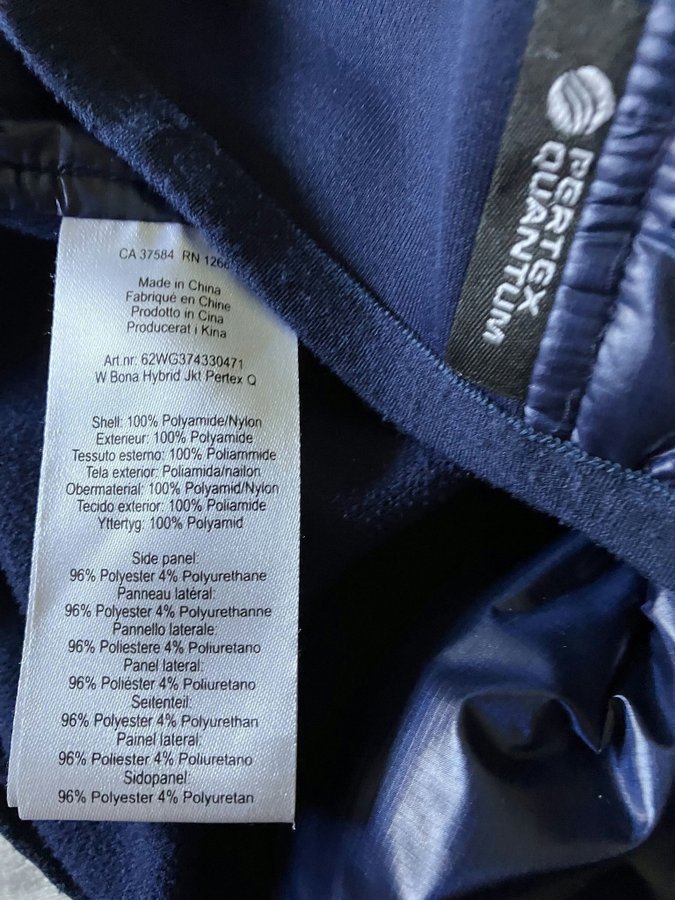 CA 37584 RN
Made in China
Fabriqué en Chine
Prodotto in Cina
Producerat i Kina
Art.nr: 62WG374330471
W Bona Hybrid Jkt Pertex Q
Shell: 100% Polyamide/Nylon
Exterieur: 100% Polyamide
Tessuto esterno: 100% Poliammide
Tela exterior: Poliamida/nailon
Obermaterial: 100% Polyamid/Nylon
Tecido exterior: 100% Poliamide
Yttertyg: 100% Polyamid
Side panel:
96% Polyester 4% Polyurethane
Panneau latéral:
96% Polyester 4% Polyuréthanne
Pannello laterale:
96% Poliestere 4% Poliuretano
Panel lateral:
96% Poliéster 4% Poliuretano
Seitenteil:
96% Polyester 4% Polyurethan
Painel lateral:
96% Poliester 4% Poliuretano
Sidopanel:
96% Polyester 4% Polyuretan
PERTEX
QUANTUM